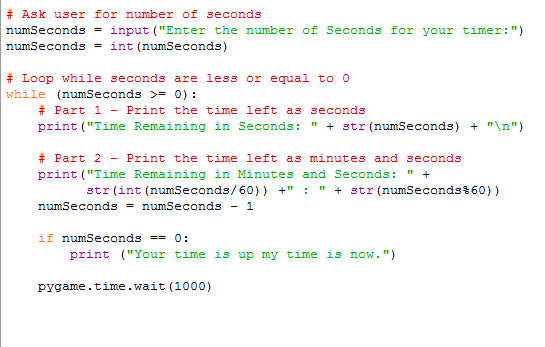 # Ask user for number of seconds
numSeconds = input("Enter the number of Seconds for your timer:")
numSeconds = int(numSeconds)

# Loop while seconds are less or equal to 0
while (numSeconds >= 0):
    # Part 1 - Print the time left as seconds
    print("Time Remaining in Seconds: " + str(numSeconds) + "\n")

    # Part 2 - Print the time left as minutes and seconds
    print("Time Remaining in Minutes and Seconds: " +
          str(int(numSeconds/60)) +" : " + str(numSeconds%60))
    numSeconds = numSeconds - 1

    if numSeconds == 0:
        print ("Your time is up my time is now.")

    pygame.time.wait(1000)